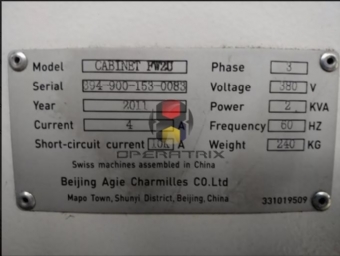 Model CABINET FW2U Phase 3
Serial 394-900-153-0083 Voltage 380 V
Year 2011 Power 2. KVA
Current 4 A Frequency 60 HZ
Short-circuit current 10k A Weight 240 KG
OPERATRIX
Swiss machines assembled in China
Beijing Agie Charmilles CO.Ltd
Mapo Town, Shunyi District, Beijing, China 331019509